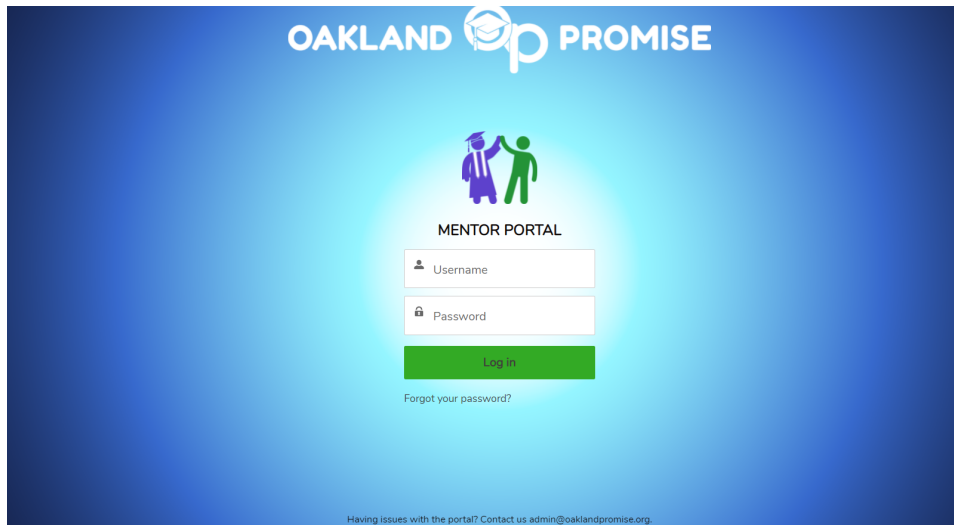 OAKLAND Op PROMISE
MENTOR PORTAL
Username
Password
Log in
Forgot your password?
Having issues with the portal? Contact us admin@oaklandpromise.org.